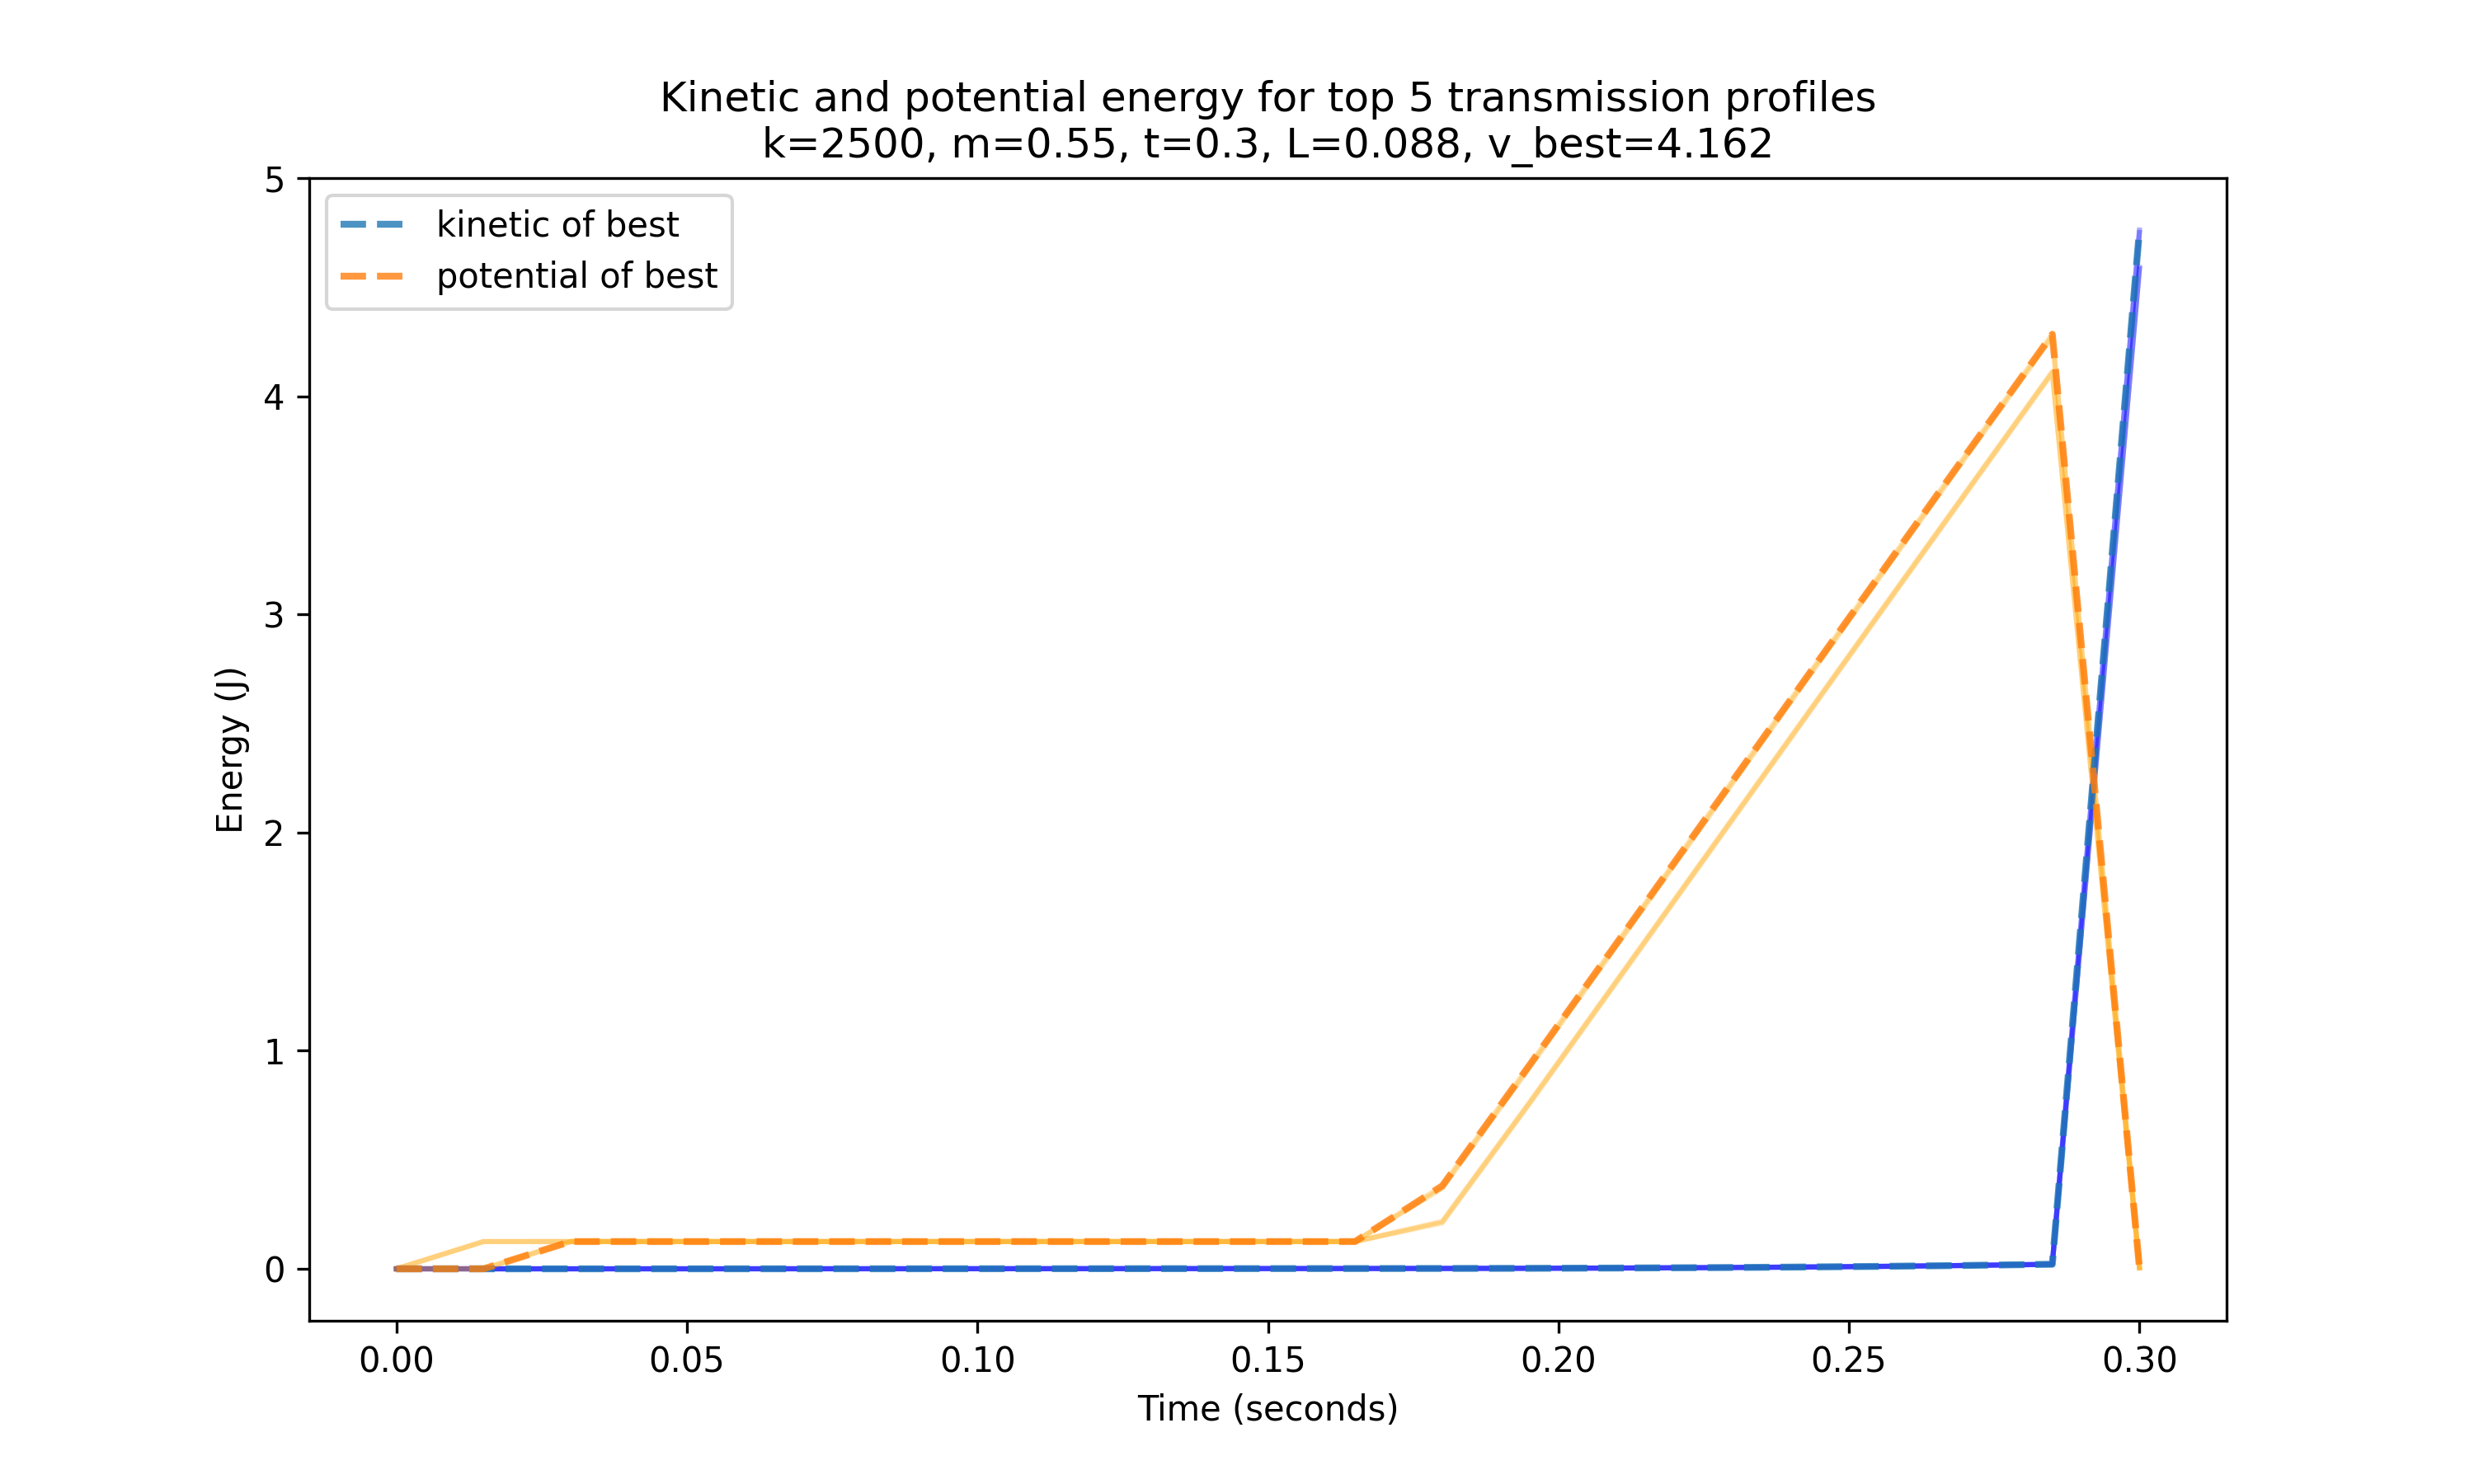 Kinetic and potential energy for top 5 transmission profiles
k=2500, m=0.55, t=0.3, L=0.088, v_best=4.162
kinetic of best
potential of best
5
4
3
2
1
0
Energy (J)
0.00 0.05 0.10 0.15 0.20 0.25 0.30
Time (seconds)